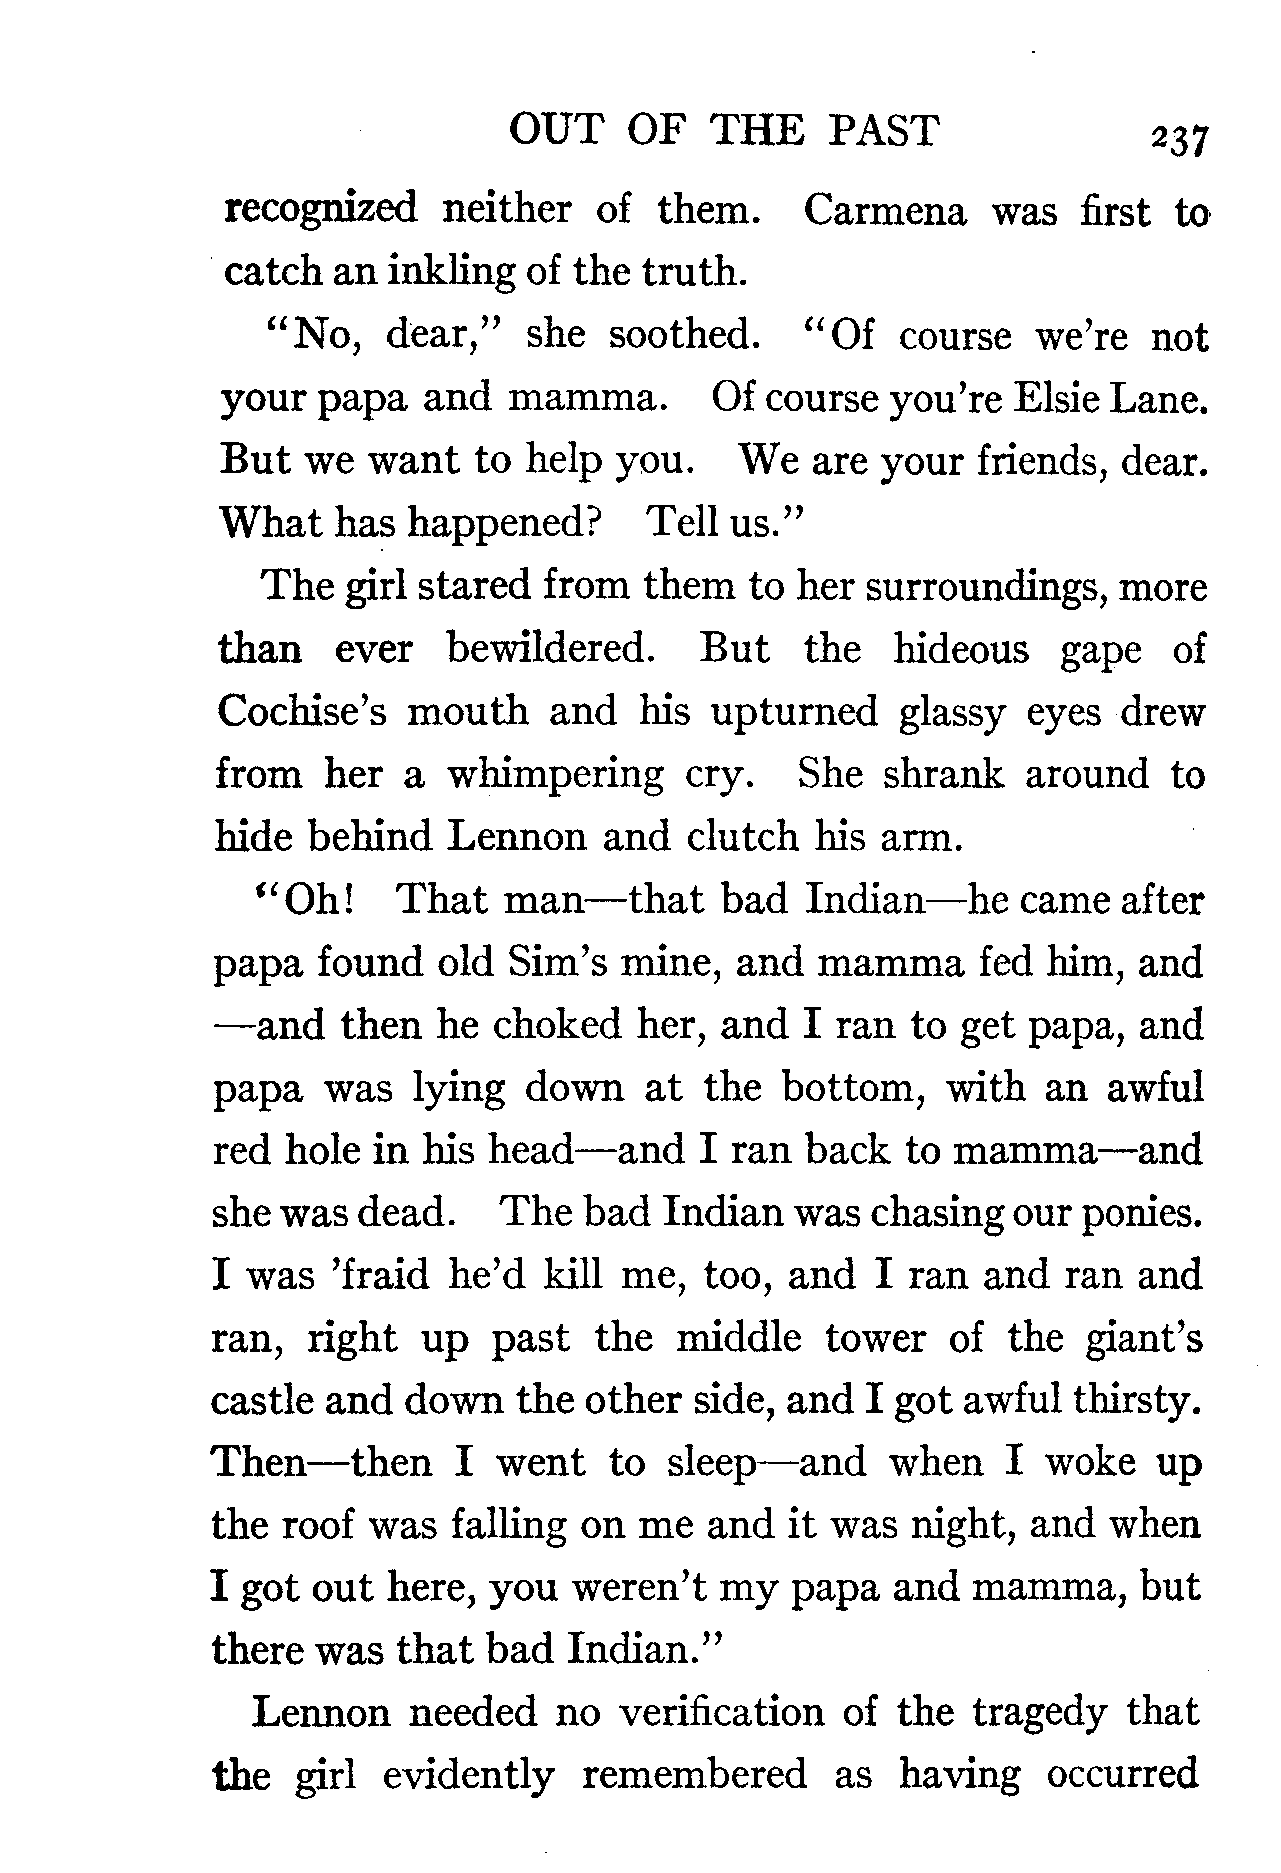 OUT OF THE PAST 237
recognized neither of them. Carmena was first to
catch an inkling of the truth.
“No, dear,” she soothed. “Of course we're not
your papa and mamma. Of course you're Elsie Lane.
But we want to help you. We are your friends, dear.
What has happened? Tell us.”
The girl stared from them to her surroundings, more
than ever bewildered. But the hideous gape of
Cochise's mouth and his upturned glassy eyes drew
from her a whimpering cry. She shrank around to
hide behind Lennon and clutch his arm.
“Oh! That man—that bad Indian—he came after
papa found old Sim's mine, and mamma fed him, and
—and then he choked her, and I ran to get papa, and
papa was lying down at the bottom, with an awful
red hole in his head—and I ran back to mamma—and
she was dead. The bad Indian was chasing our ponies.
I was 'fraid he'd kill me, too, and I ran and ran and
ran, right up past the middle tower of the giant's
castle and down the other side, and I got awful thirsty.
Then—then I went to sleep—and when I woke up
the roof was falling on me and it was night, and when
I got out here, you weren't my papa and mamma, but
there was that bad Indian.”
Lennon needed no verification of the tragedy that
the girl evidently remembered as having occurred